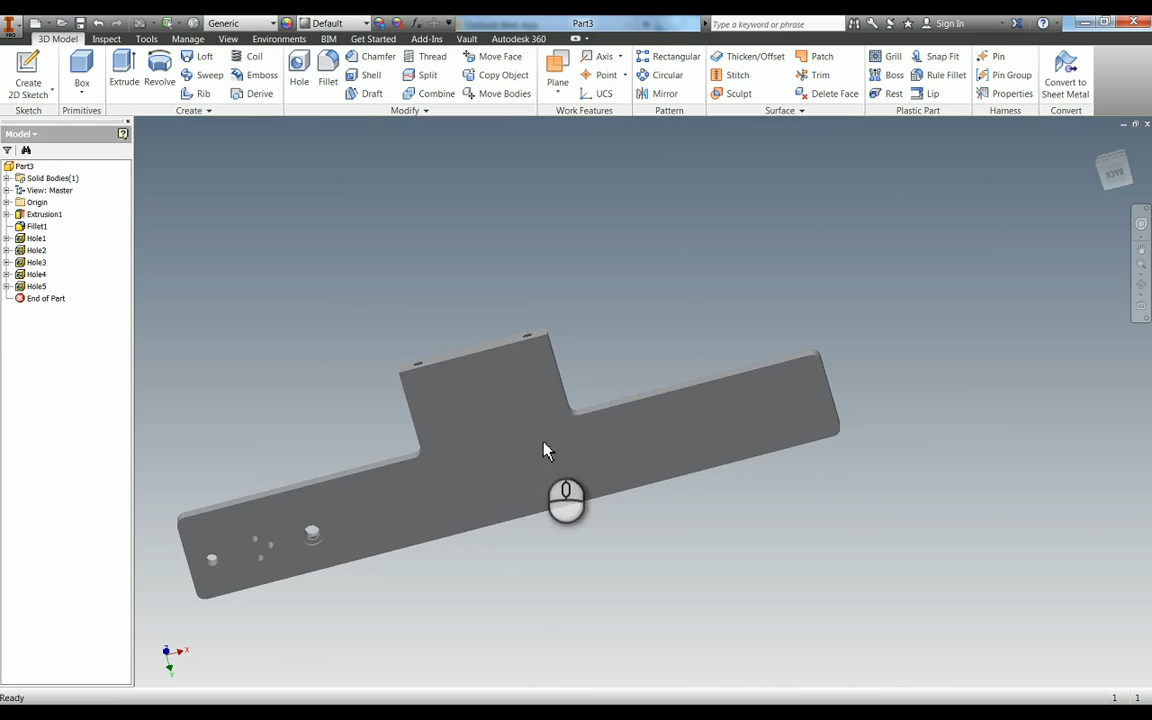 PRO
Generic
Default
Part3
Type a keyword or phrase
Sign In
3D Model
Inspect
Tools
Manage
View
Environments
BIM
Get Started
Add-Ins
Vault
Autodesk 360
Create
2D Sketch
Box
Extrude
Revolve
Loft
Coil
Sweep
Emboss
Rib
Derive
Hole
Fillet
Chamfer
Thread
Move Face
Shell
Split
Copy Object
Draft
Combine
Move Bodies
Plane
Axis
Point
UCS
Rectangular
Circular
Mirror
Thicken/Offset
Patch
Stitch
Trim
Sculpt
Delete Face
Grill
Snap Fit
Boss
Rule Fillet
Rest
Lip
Pin
Pin Group
Properties
Convert to
Sheet Metal
Sketch
Primitives
Create
Modify
Work Features
Pattern
Surface
Plastic Part
Harness
Convert
Model
Part3
Solid Bodies(1)
View: Master
Origin
Extrusion1
Fillet1
Hole1
Hole2
Hole3
Hole4
Hole5
End of Part
BACK
X
Y
Ready
1
1